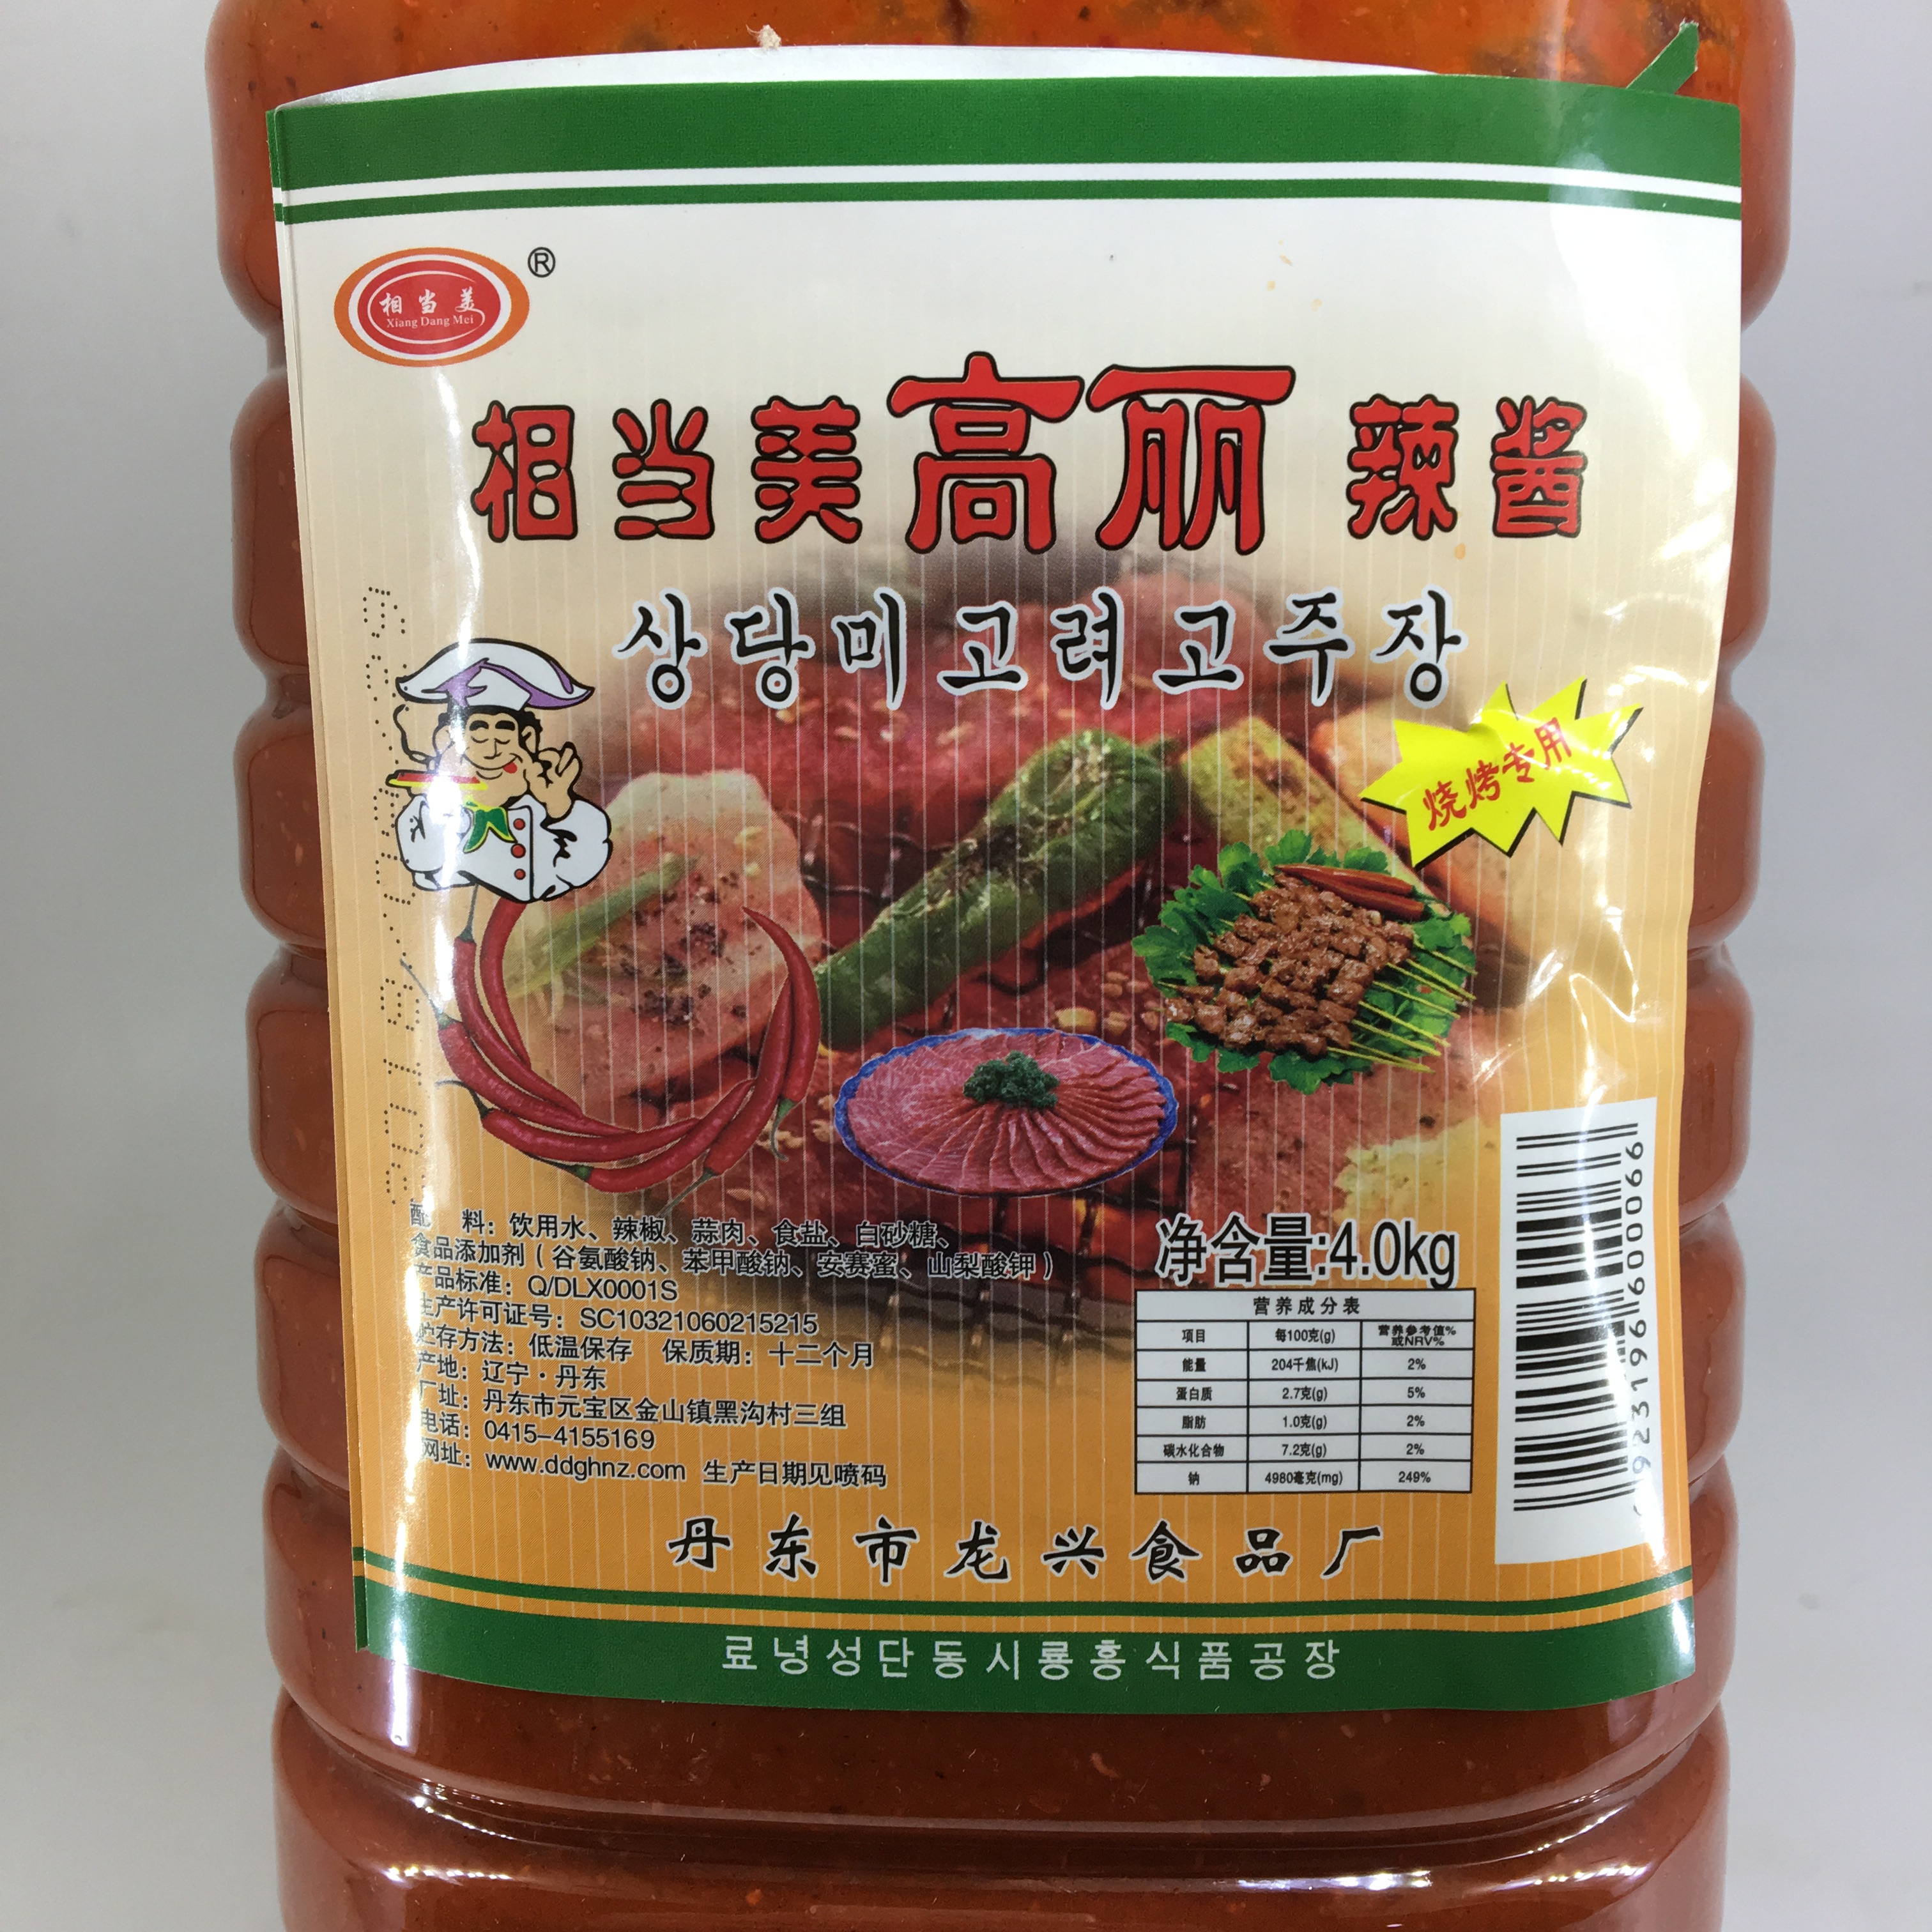 相当美
Xiang Dang Mei
®
相当美高丽辣酱
상당미고려고주장
烧烤专用
配 料：饮用水、辣椒、蒜肉、食盐、白砂糖、
食品添加剂（谷氨酸钠、苯甲酸钠、安赛蜜、山梨酸钾）
产品标准：Q/DLX0001S
生产许可证号：SC10321060215215
贮存方法：低温保存 保质期：十二个月
产地：辽宁·丹东
厂址：丹东市元宝区金山镇黑沟村三组
电话：0415-4155169
网址：www.ddghnz.com 生产日期见喷码
净含量:4.0kg
营养成分表
项目 每100克(g) 营养参考值%或NRV%
能量 204千焦(kJ) 2%
蛋白质 2.7克(g) 5%
脂肪 1.0克(g) 2%
碳水化合物 7.2克(g) 2%
钠 4980毫克(mg) 249%
6923196600066
丹东市龙兴食品厂
료녕성단동시룡흥식품공장